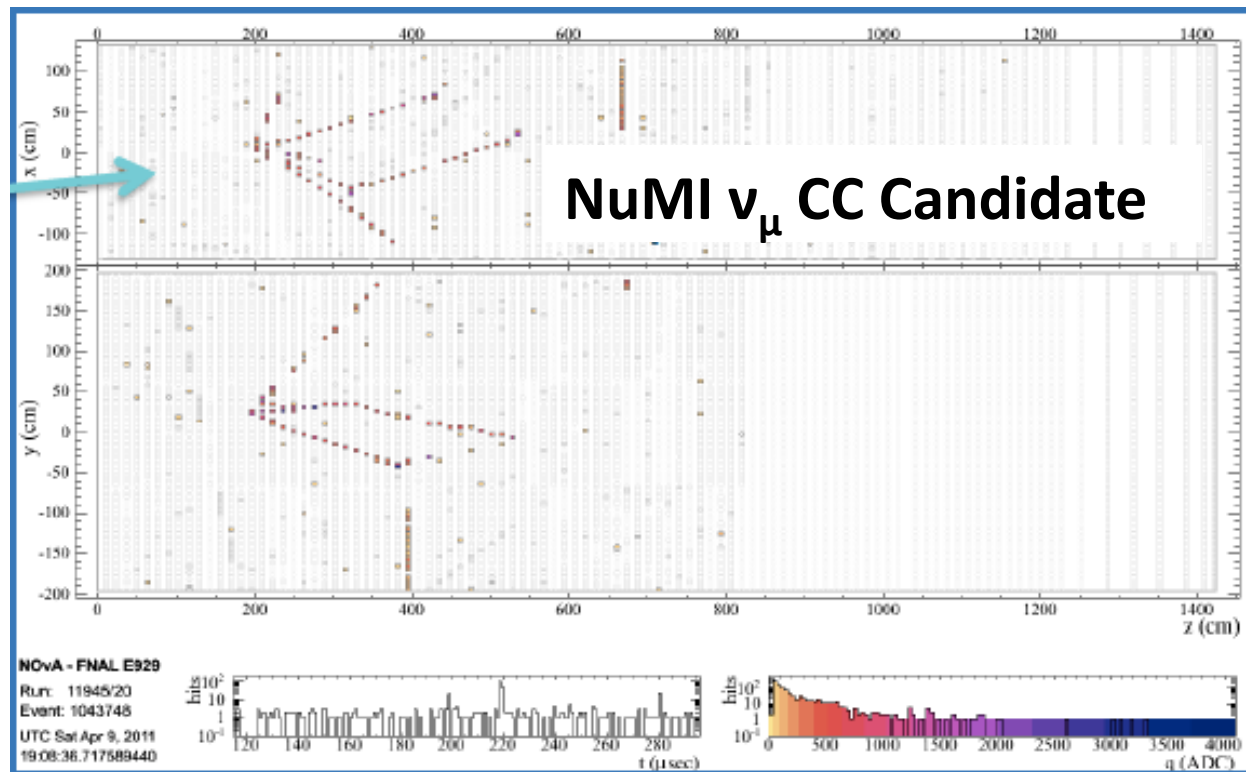 0 200 400 600 800 1000 1200 1400
100
50
0
-50
-100
x (cm)
NuMI νμ CC Candidate
200
150
100
50
0
-50
-100
-150
-200
y (cm)
0 200 400 600 800 1000 1200 1400
z (cm)
NOvA - FNAL E929
Run: 11945/20
Event: 1043748
UTC Sat Apr 9, 2011
19:08:36.717589440
hits
10²
10
1
10⁻¹
120 140 160 180 200 220 240 260 280
t (μsec)
hits
10²
10
1
10⁻¹
0 500 1000 1500 2000 2500 3000 3500 4000
q (ADC)